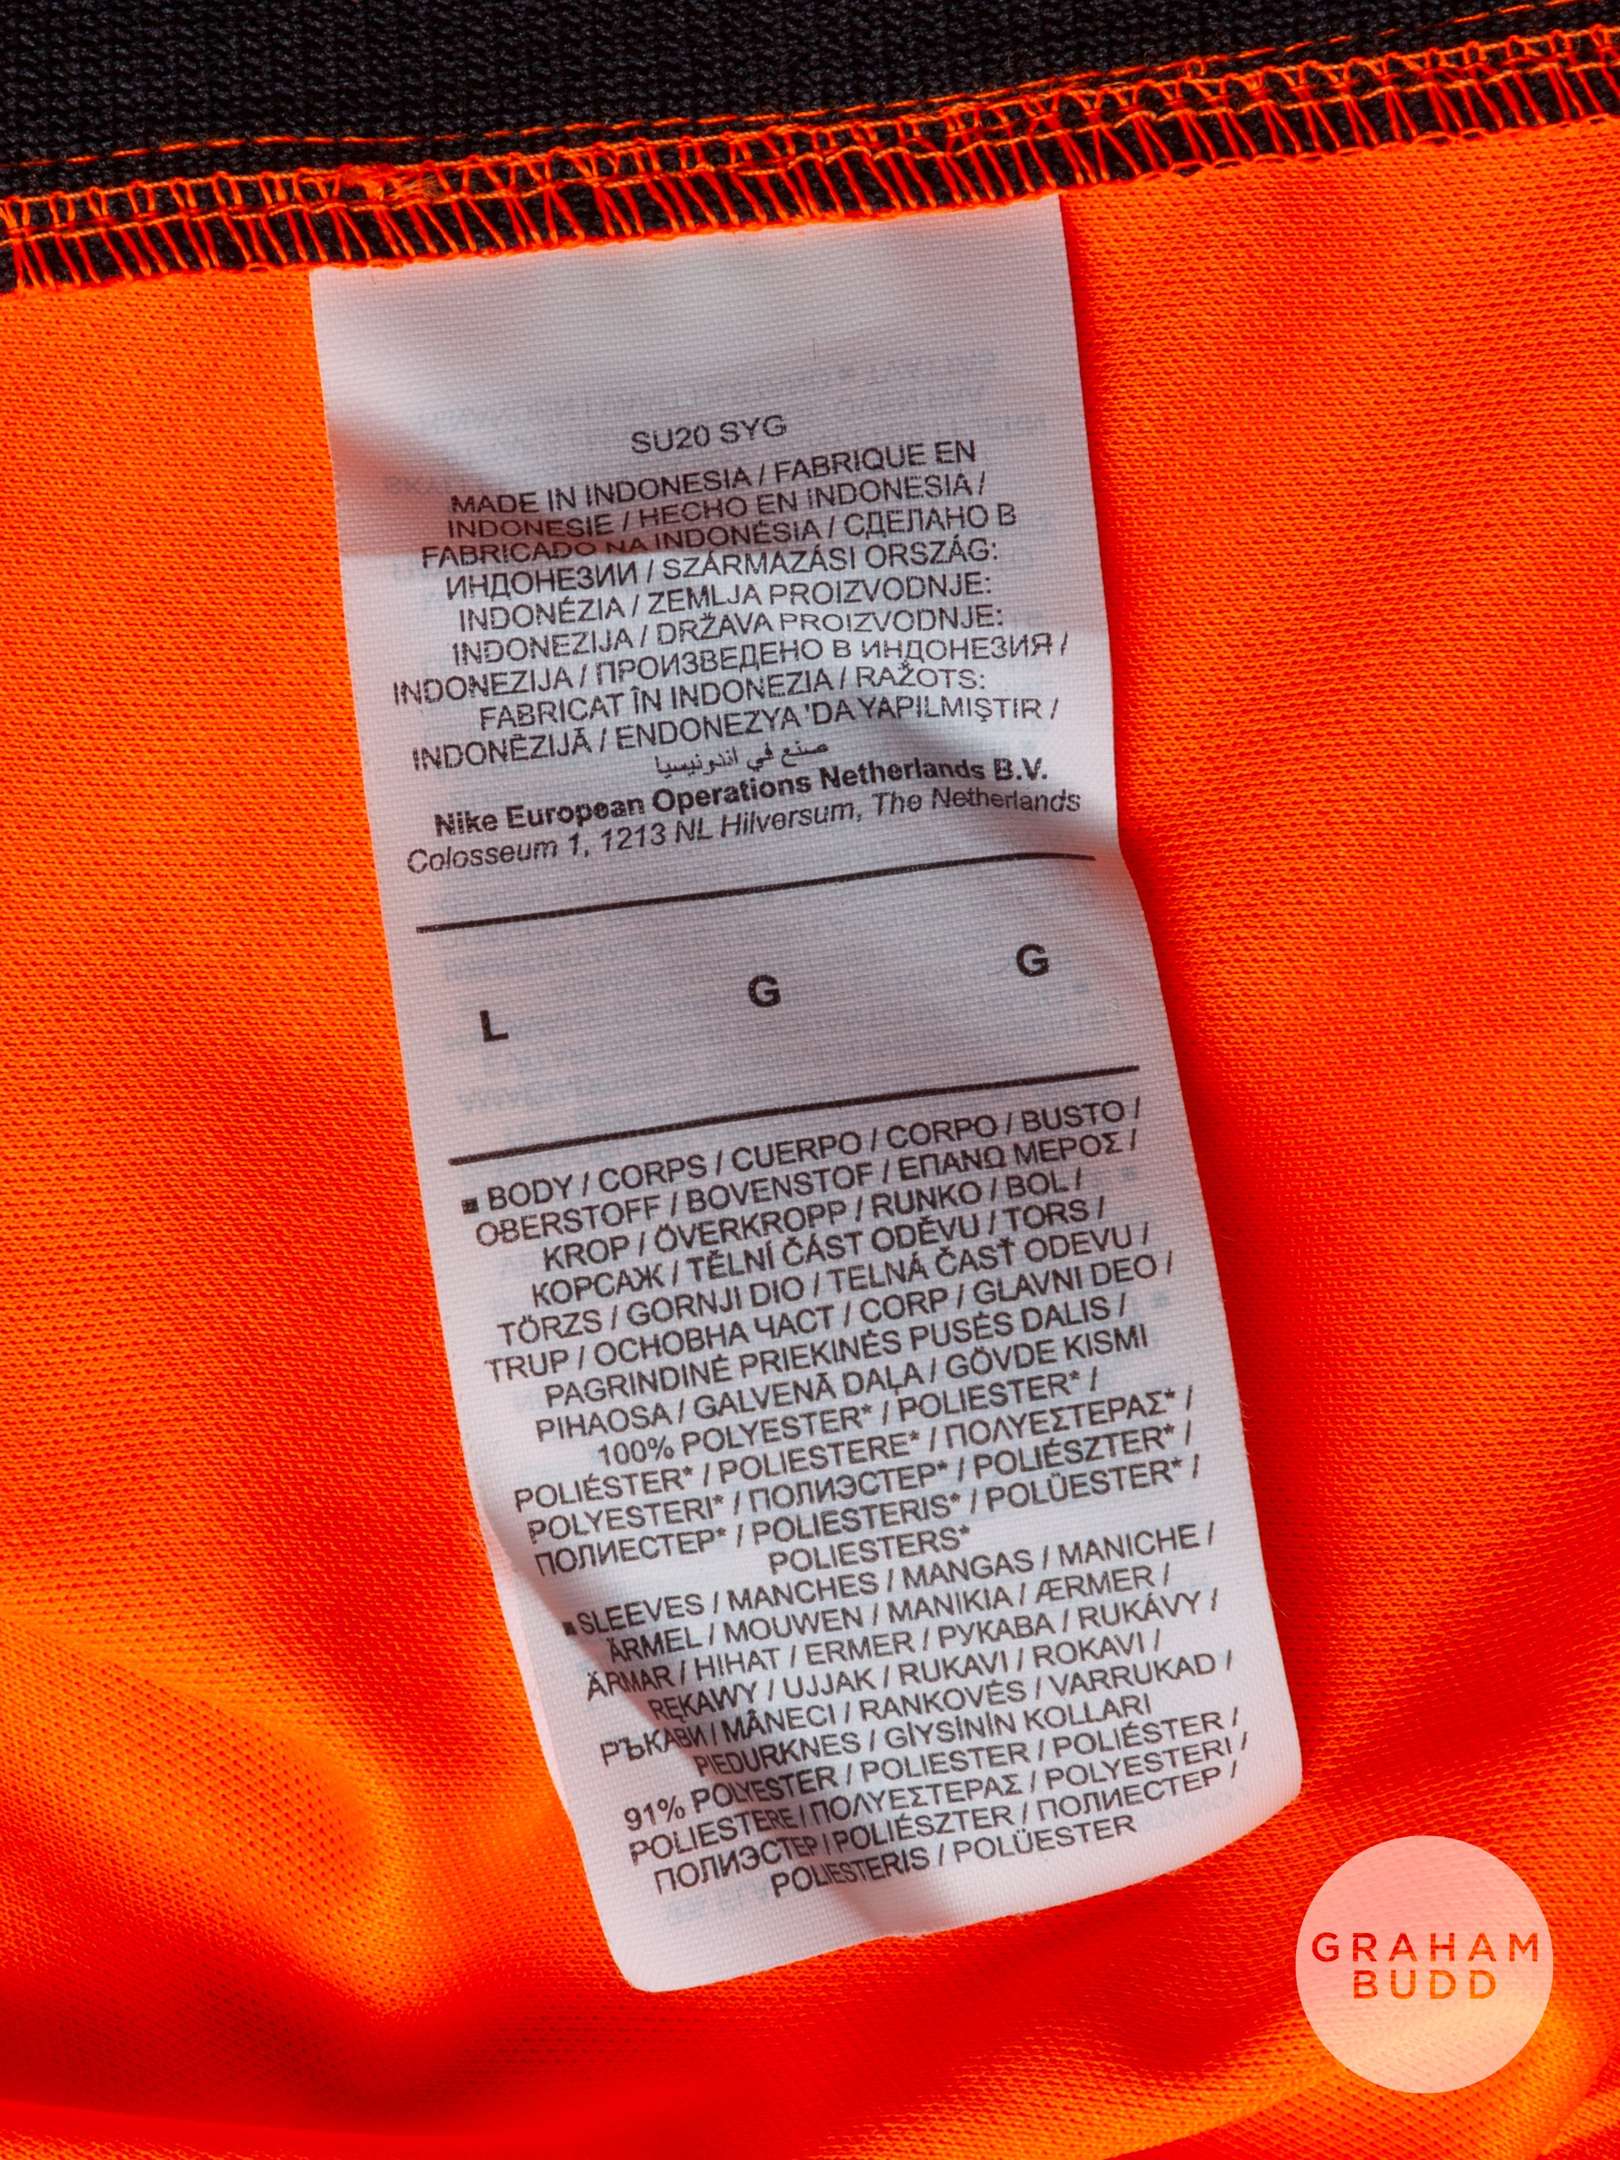 SU20 SYG
MADE IN INDONESIA / FABRIQUE EN
INDONESIE / HECHO EN INDONESIA /
FABRICADO NA INDONÉSIA / СДЕЛАНО В
ИНДОНЕЗИИ / SZÁRMAZÁSI ORSZÁG:
INDONÉZIA / ZEMLJA PROIZVODNJE:
INDONEZIJA / DRŽAVA PROIZVODNJE:
INDONEZIJA / ПРОИЗВЕДЕНО В ИНДОНЕЗИЯ /
FABRICAT ÎN INDONEZIA / RAŽOTS:
INDONĒZIJĀ / ENDONEZYA 'DA YAPILMIŞTIR /
صنع في اندونيسيا
Nike European Operations Netherlands B.V.
Colosseum 1, 1213 NL Hilversum, The Netherlands
L G G
■ BODY / CORPS / CUERPO / CORPO / BUSTO /
OBERSTOFF / BOVENSTOF / ΕΠΑΝΩ ΜΕΡΟΣ /
KROP / ÖVERKROPP / RUNKO / BOL /
КОРСАЖ / TĚLNÍ ČÁST ODĚVU / TORS /
TÖRZS / GORNJI DIO / TELNÁ ČASŤ ODEVU /
TRUP / ОСНОВНА ЧАСТ / CORP / GLAVNI DEO /
PAGRINDINĖ PRIEKINĖS PUSĖS DALIS /
PIHAOSA / GALVENĀ DAĻA / GÖVDE KISMI
100% POLYESTER* / POLIESTER* /
POLIÉSTER* / POLIESTERE* / ΠΟΛΥΕΣΤΕΡΑΣ* /
POLYESTERI* / ПОЛИЭСТЕР* / POLIÉSZTER* /
ПОЛИЕСТЕР* / POLIESTERIS* / POLÜESTER* /
POLIESTERS*
■ SLEEVES / MANCHES / MANGAS / MANICHE /
ÄRMEL / MOUWEN / MANIKIA / ÆRMER /
ÄRMAR / HIHAT / ERMER / РУКАВА / RUKÁVY /
RĘKAWY / UJJAK / RUKAVI / ROKAVI /
РЪКАВИ / MÂNECI / RANKOVĖS / VARRUKAD /
PIEDURKNES / GİYSİNİN KOLLARI
91% POLYESTER / POLIESTER / POLIÉSTER /
POLIESTERE / ΠΟΛΥΕΣΤΕΡΑΣ / POLYESTERI /
ПОЛИЭСТЕР / POLIÉSZTER / ПОЛИЕСТЕР /
POLIESTERIS / POLÜESTER
GRAHAM
BUDD